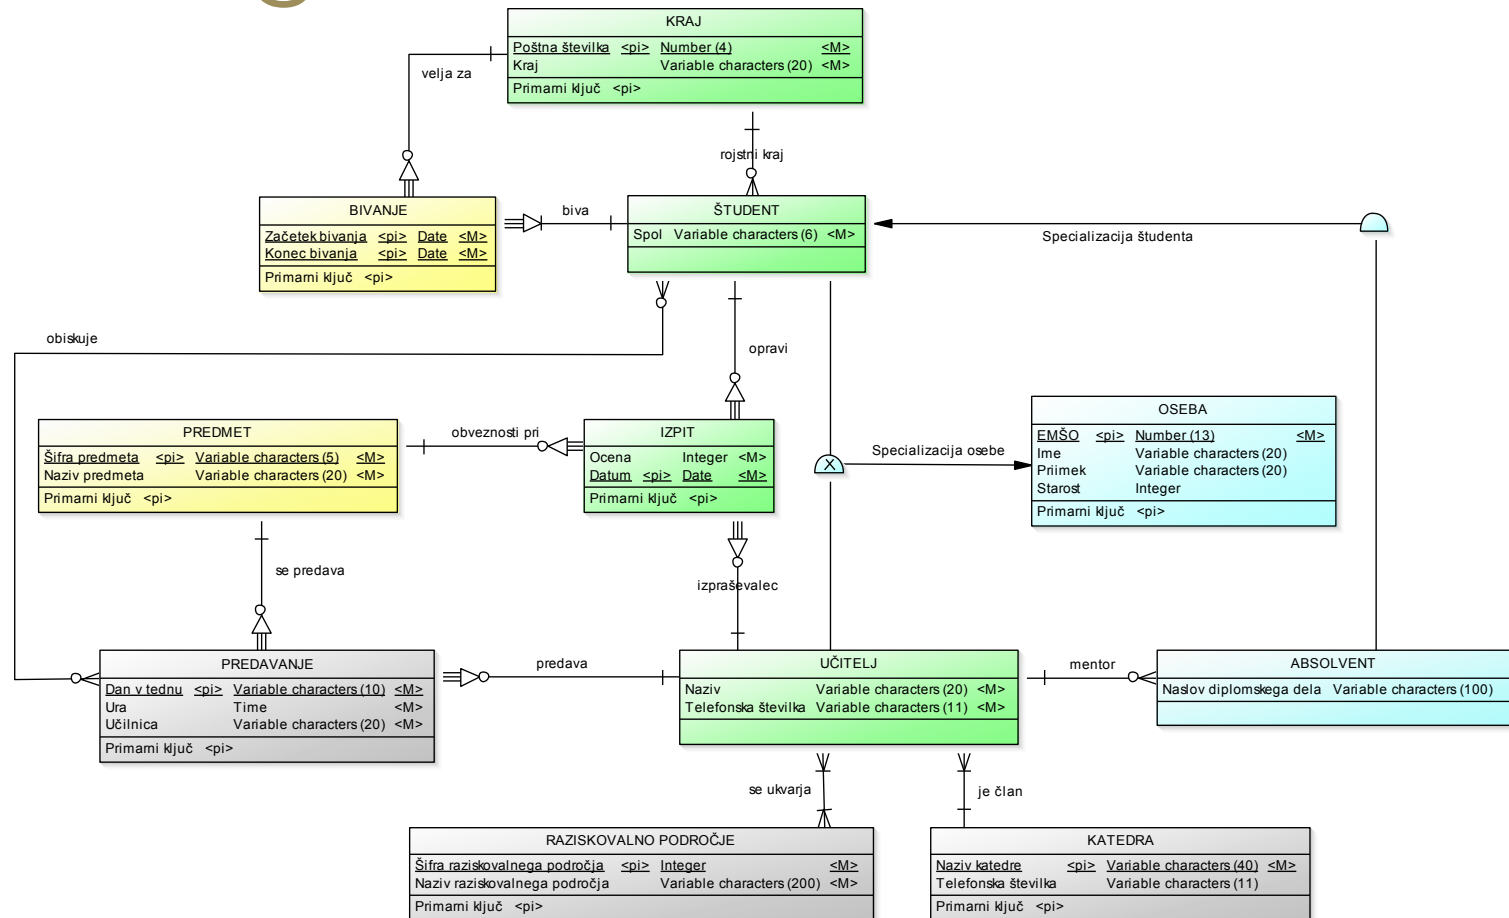 KRAJ
Poštna številka <pi> Number (4) <M>
Kraj Variable characters (20) <M>
Primarni ključ <pi>
velja za
rojstni kraj
BIVANJE
Začetek bivanja <pi> Date <M>
Konec bivanja <pi> Date <M>
Primarni ključ <pi>
biva
ŠTUDENT
Spol Variable characters (6) <M>
Specializacija študenta
obiskuje
opravi
PREDMET
Šifra predmeta <pi> Variable characters (5) <M>
Naziv predmeta Variable characters (20) <M>
Primarni ključ <pi>
obveznosti pri
IZPIT
Ocena Integer <M>
Datum <pi> Date <M>
Primarni ključ <pi>
Specializacija osebe
OSEBA
EMŠO <pi> Number (13) <M>
Ime Variable characters (20)
Priimek Variable characters (20)
Starost Integer
Primarni ključ <pi>
se predava
izpraševalec
PREDAVANJE
Dan v tednu <pi> Variable characters (10) <M>
Ura Time <M>
Učilnica Variable characters (20) <M>
Primarni ključ <pi>
predava
UČITELJ
Naziv Variable characters (20) <M>
Telefonska številka Variable characters (11) <M>
mentor
ABSOLVENT
Naslov diplomskega dela Variable characters (100)
se ukvarja
je član
RAZISKOVALNO PODROČJE
Šifra raziskovalnega področja <pi> Integer <M>
Naziv raziskovalnega področja Variable characters (200) <M>
Primarni ključ <pi>
KATEDRA
Naziv katedre <pi> Variable characters (40) <M>
Telefonska številka Variable characters (11)
Primarni ključ <pi>